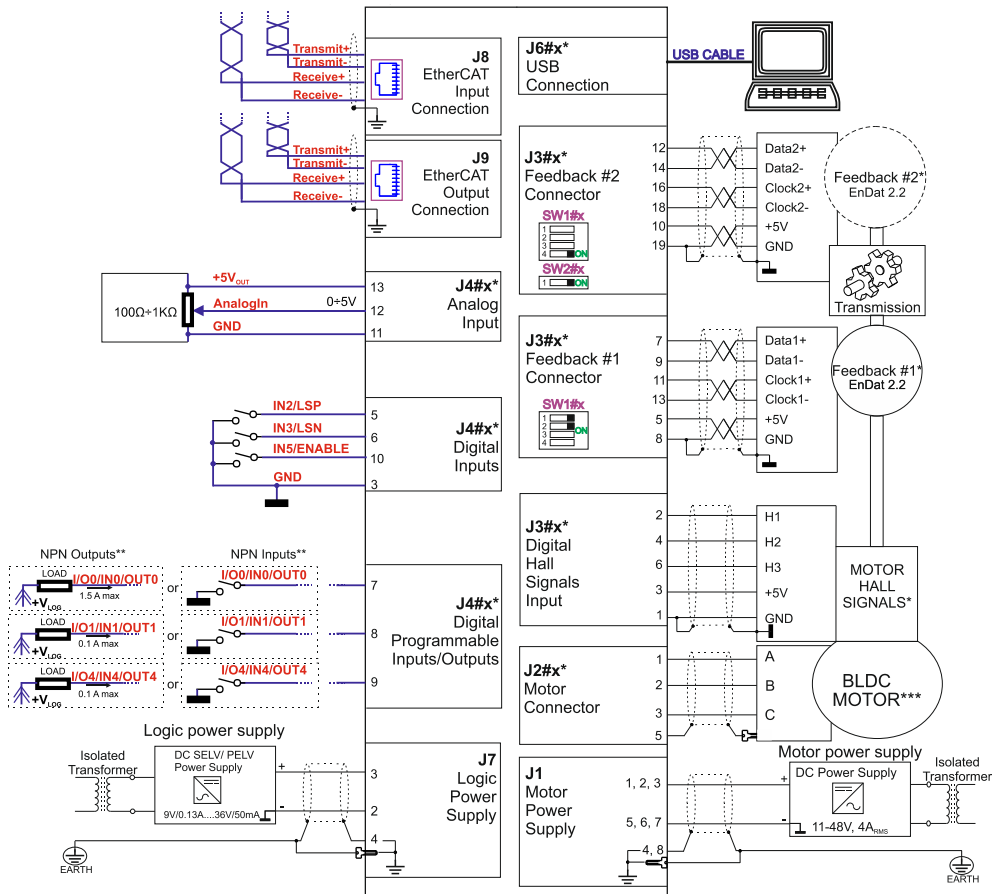 Transmit+
Transmit-
Receive+
Receive-
J8
EtherCAT
Input
Connection
Transmit+
Transmit-
Receive+
Receive-
J9
EtherCAT
Output
Connection
100Ω÷1KΩ
+5VOUT
AnalogIn
0÷5V
GND
13
12
11
J4#x*
Analog
Input
IN2/LSP
IN3/LSN
IN5/ENABLE
GND
5
6
10
3
J4#x*
Digital
Inputs
NPN Outputs**
NPN Inputs**
LOAD
I/O0/IN0/OUT0
1.5 A max
+VLOG
or
I/O0/IN0/OUT0
7
LOAD
I/O1/IN1/OUT1
0.1 A max
+VLOG
or
I/O1/IN1/OUT1
8
LOAD
I/O4/IN4/OUT4
0.1 A max
+VLOG
or
I/O4/IN4/OUT4
9
J4#x*
Digital
Programmable
Inputs/Outputs
Logic power supply
Isolated
Transformer
DC SELV/ PELV
Power Supply
9V/0.13A....36V/50mA
+
-
3
2
4
EARTH
J7
Logic
Power
Supply
J6#x*
USB
Connection
USB CABLE
J3#x*
Feedback #2
Connector
SW1#x
1
2
3
4
ON
SW2#x
1
ON
12
14
16
18
10
19
Data2+
Data2-
Clock2+
Clock2-
+5V
GND
Feedback #2*
EnDat 2.2
Transmission
J3#x*
Feedback #1
Connector
SW1#x
1
2
3
4
ON
7
9
11
13
5
8
Data1+
Data1-
Clock1+
Clock1-
+5V
GND
Feedback #1*
EnDat 2.2
J3#x*
Digital
Hall
Signals
Input
2
4
6
3
1
H1
H2
H3
+5V
GND
MOTOR
HALL
SIGNALS*
J2#x*
Motor
Connector
1
2
3
5
A
B
C
BLDC
MOTOR***
J1
Motor
Power
Supply
1, 2, 3
5, 6, 7
4, 8
Motor power supply
+
-
DC Power Supply
11-48V, 4ARMS
Isolated
Transformer
EARTH